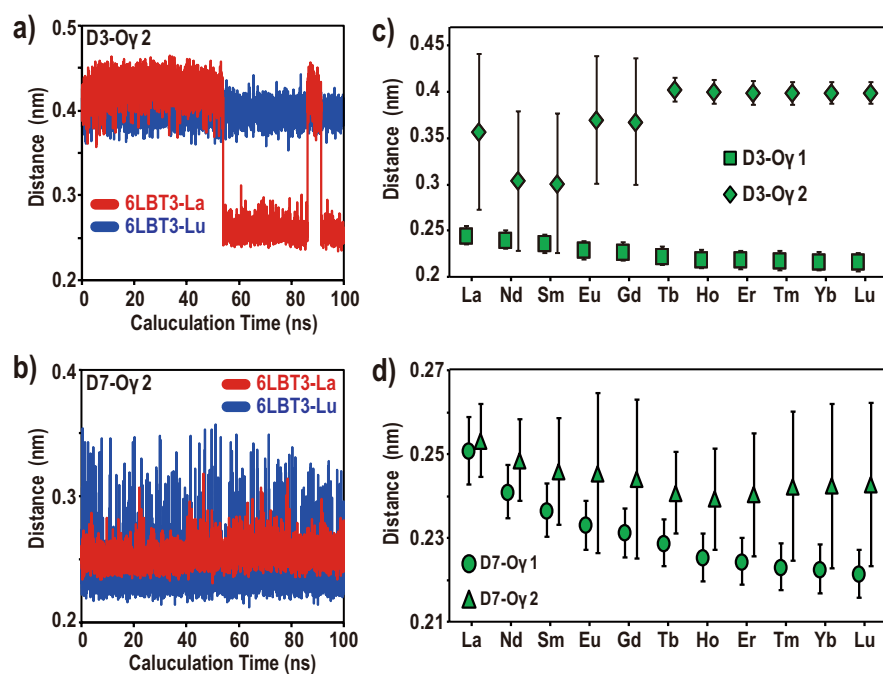 a)
D3-Oγ 2
0.5
0.4
0.3
0.2
Distance (nm)
6LBT3-La
6LBT3-Lu
0 20 40 60 80 100
Caluculation Time (ns)
b)
D7-Oγ 2
0.4
0.3
0.2
Distance (nm)
6LBT3-La
6LBT3-Lu
0 20 40 60 80 100
Caluculation Time (ns)
c)
0.45
0.4
0.35
0.3
0.25
0.2
Distance (nm)
D3-Oγ 1
D3-Oγ 2
La Nd Sm Eu Gd Tb Ho Er Tm Yb Lu
d)
0.27
0.25
0.23
0.21
Distance (nm)
D7-Oγ 1
D7-Oγ 2
La Nd Sm Eu Gd Tb Ho Er Tm Yb Lu